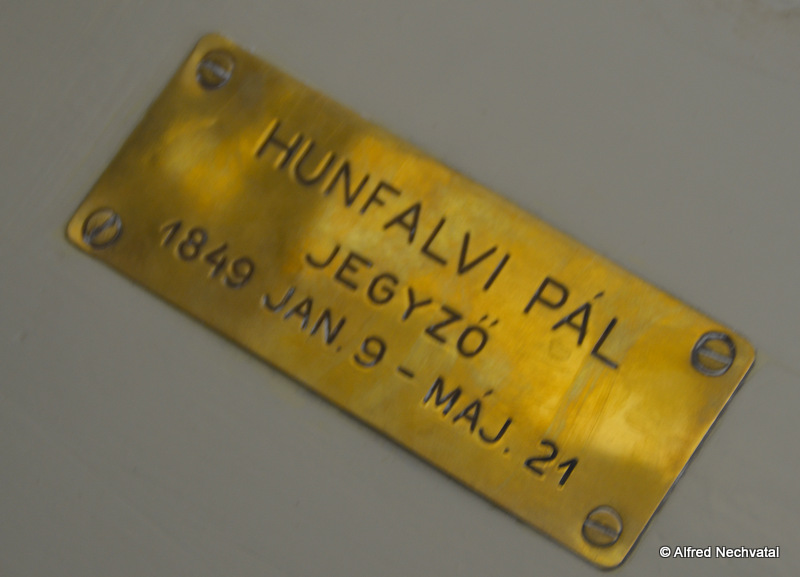 HUNFALVI PÁL
JEGYZŐ
1849 JAN. 9 - MÁJ. 21
© Alfred Nechvatal